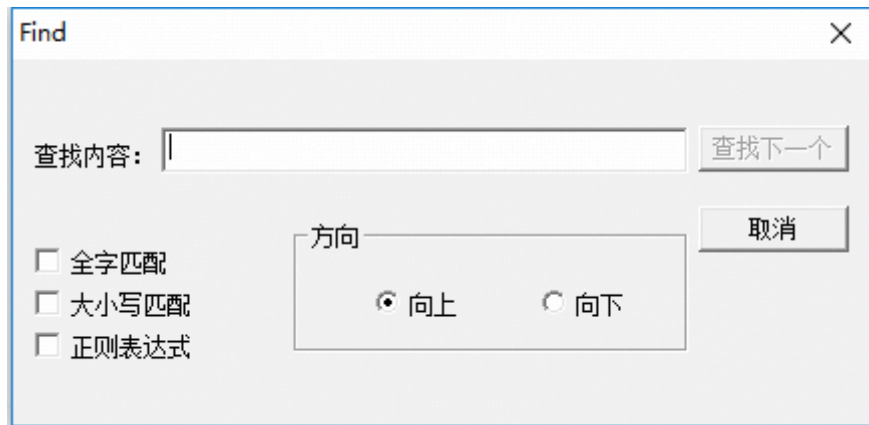 Find
查找内容：
查找下一个
取消
方向
向上
向下
全字匹配
大小写匹配
正则表达式